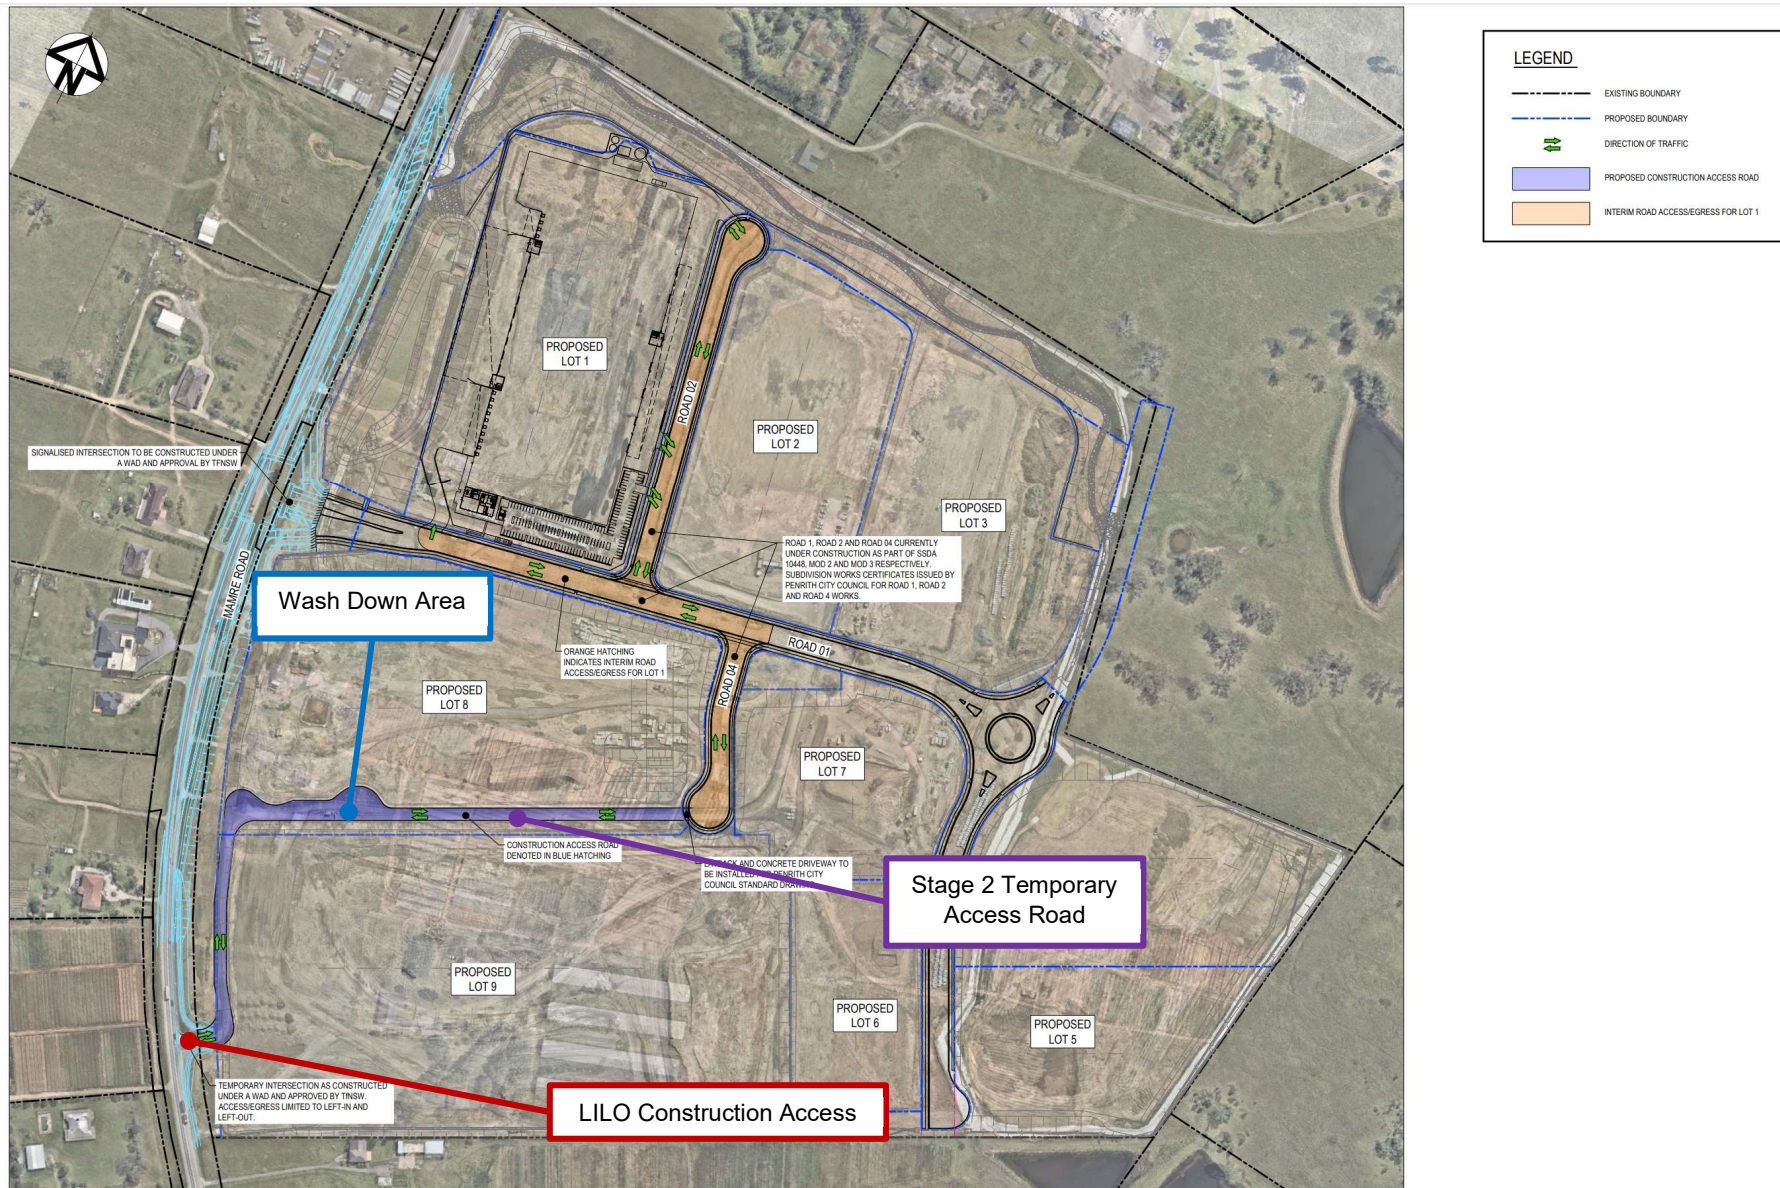 N
LEGEND
EXISTING BOUNDARY
PROPOSED BOUNDARY
DIRECTION OF TRAFFIC
PROPOSED CONSTRUCTION ACCESS ROAD
INTERIM ROAD ACCESS/EGRESS FOR LOT 1
PROPOSED
LOT 1
ROAD 02
PROPOSED
LOT 2
SIGNALISED INTERSECTION TO BE CONSTRUCTED UNDER
A WAD AND APPROVAL BY TFNSW
PROPOSED
LOT 3
ROAD 1, ROAD 2 AND ROAD 04 CURRENTLY
UNDER CONSTRUCTION AS PART OF SSDA
10448, MOD 2 AND MOD 3 RESPECTIVELY.
SUBDIVISION WORKS CERTIFICATES ISSUED BY
PENRITH CITY COUNCIL FOR ROAD 1, ROAD 2
AND ROAD 4 WORKS.
MAMRE ROAD
Wash Down Area
ORANGE HATCHING
INDICATES INTERIM ROAD
ACCESS/EGRESS FOR LOT 1
ROAD 01
ROAD 04
PROPOSED
LOT 8
PROPOSED
LOT 7
CONSTRUCTION ACCESS ROAD
DENOTED IN BLUE HATCHING
AND CONCRETE DRIVEWAY TO
BE INSTALLED PENRITH CITY
COUNCIL STANDARD
Stage 2 Temporary
Access Road
PROPOSED
LOT 9
PROPOSED
LOT 6
PROPOSED
LOT 5
TEMPORARY INTERSECTION AS CONSTRUCTED
UNDER A WAD AND APPROVED BY TfNSW.
ACCESS/EGRESS LIMITED TO LEFT-IN AND
LEFT-OUT.
LILO Construction Access